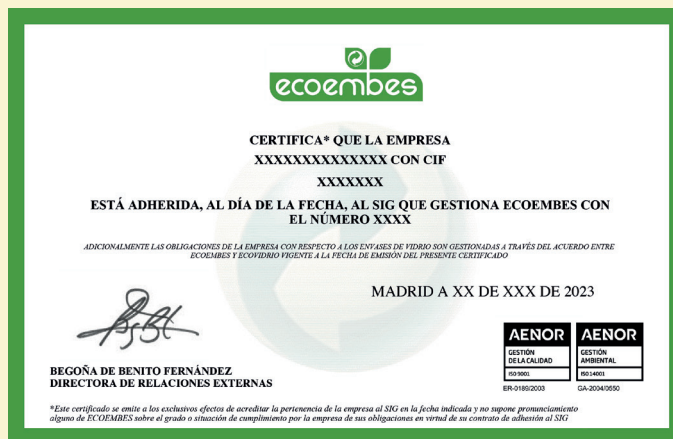 ecoembes
CERTIFICA* QUE LA EMPRESA
XXXXXXXXXXXXXX CON CIF
XXXXXXX
ESTÁ ADHERIDA, AL DÍA DE LA FECHA, AL SIG QUE GESTIONA ECOEMBES CON
EL NÚMERO XXXX
ADICIONALMENTE LAS OBLIGACIONES DE LA EMPRESA CON RESPECTO A LOS ENVASES DE VIDRIO SON GESTIONADAS A TRAVÉS DEL ACUERDO ENTRE
ECOEMBES Y ECOVIDRIO VIGENTE A LA FECHA DE EMISIÓN DEL PRESENTE CERTIFICADO
MADRID A XX DE XXX DE 2023
BEGOÑA DE BENITO FERNÁNDEZ
DIRECTORA DE RELACIONES EXTERNAS
AENOR
GESTIÓN
DE LA CALIDAD
ISO 9001
ER-0189/2003
AENOR
GESTIÓN
AMBIENTAL
ISO 14001
GA-2004/0550
*Este certificado se emite a los exclusivos efectos de acreditar la pertenencia de la empresa al SIG en la fecha indicada y no supone pronunciamiento
alguno de ECOEMBES sobre el grado o situación de cumplimiento por la empresa de sus obligaciones en virtud de su contrato de adhesión al SIG